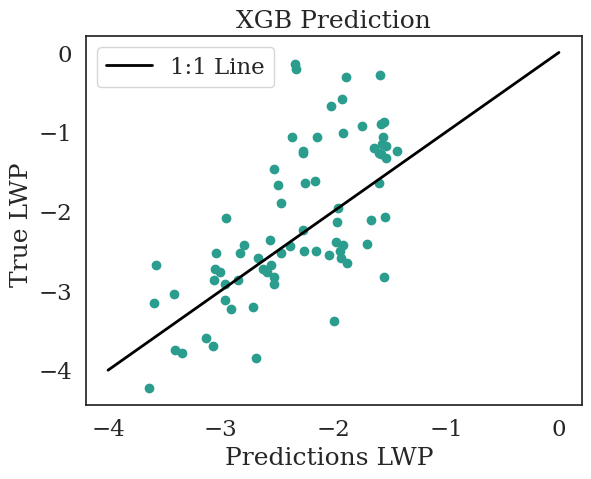 XGB Prediction
1:1 Line
0
−1
−2
−3
−4
True LWP
−4 −3 −2 −1 0
Predictions LWP